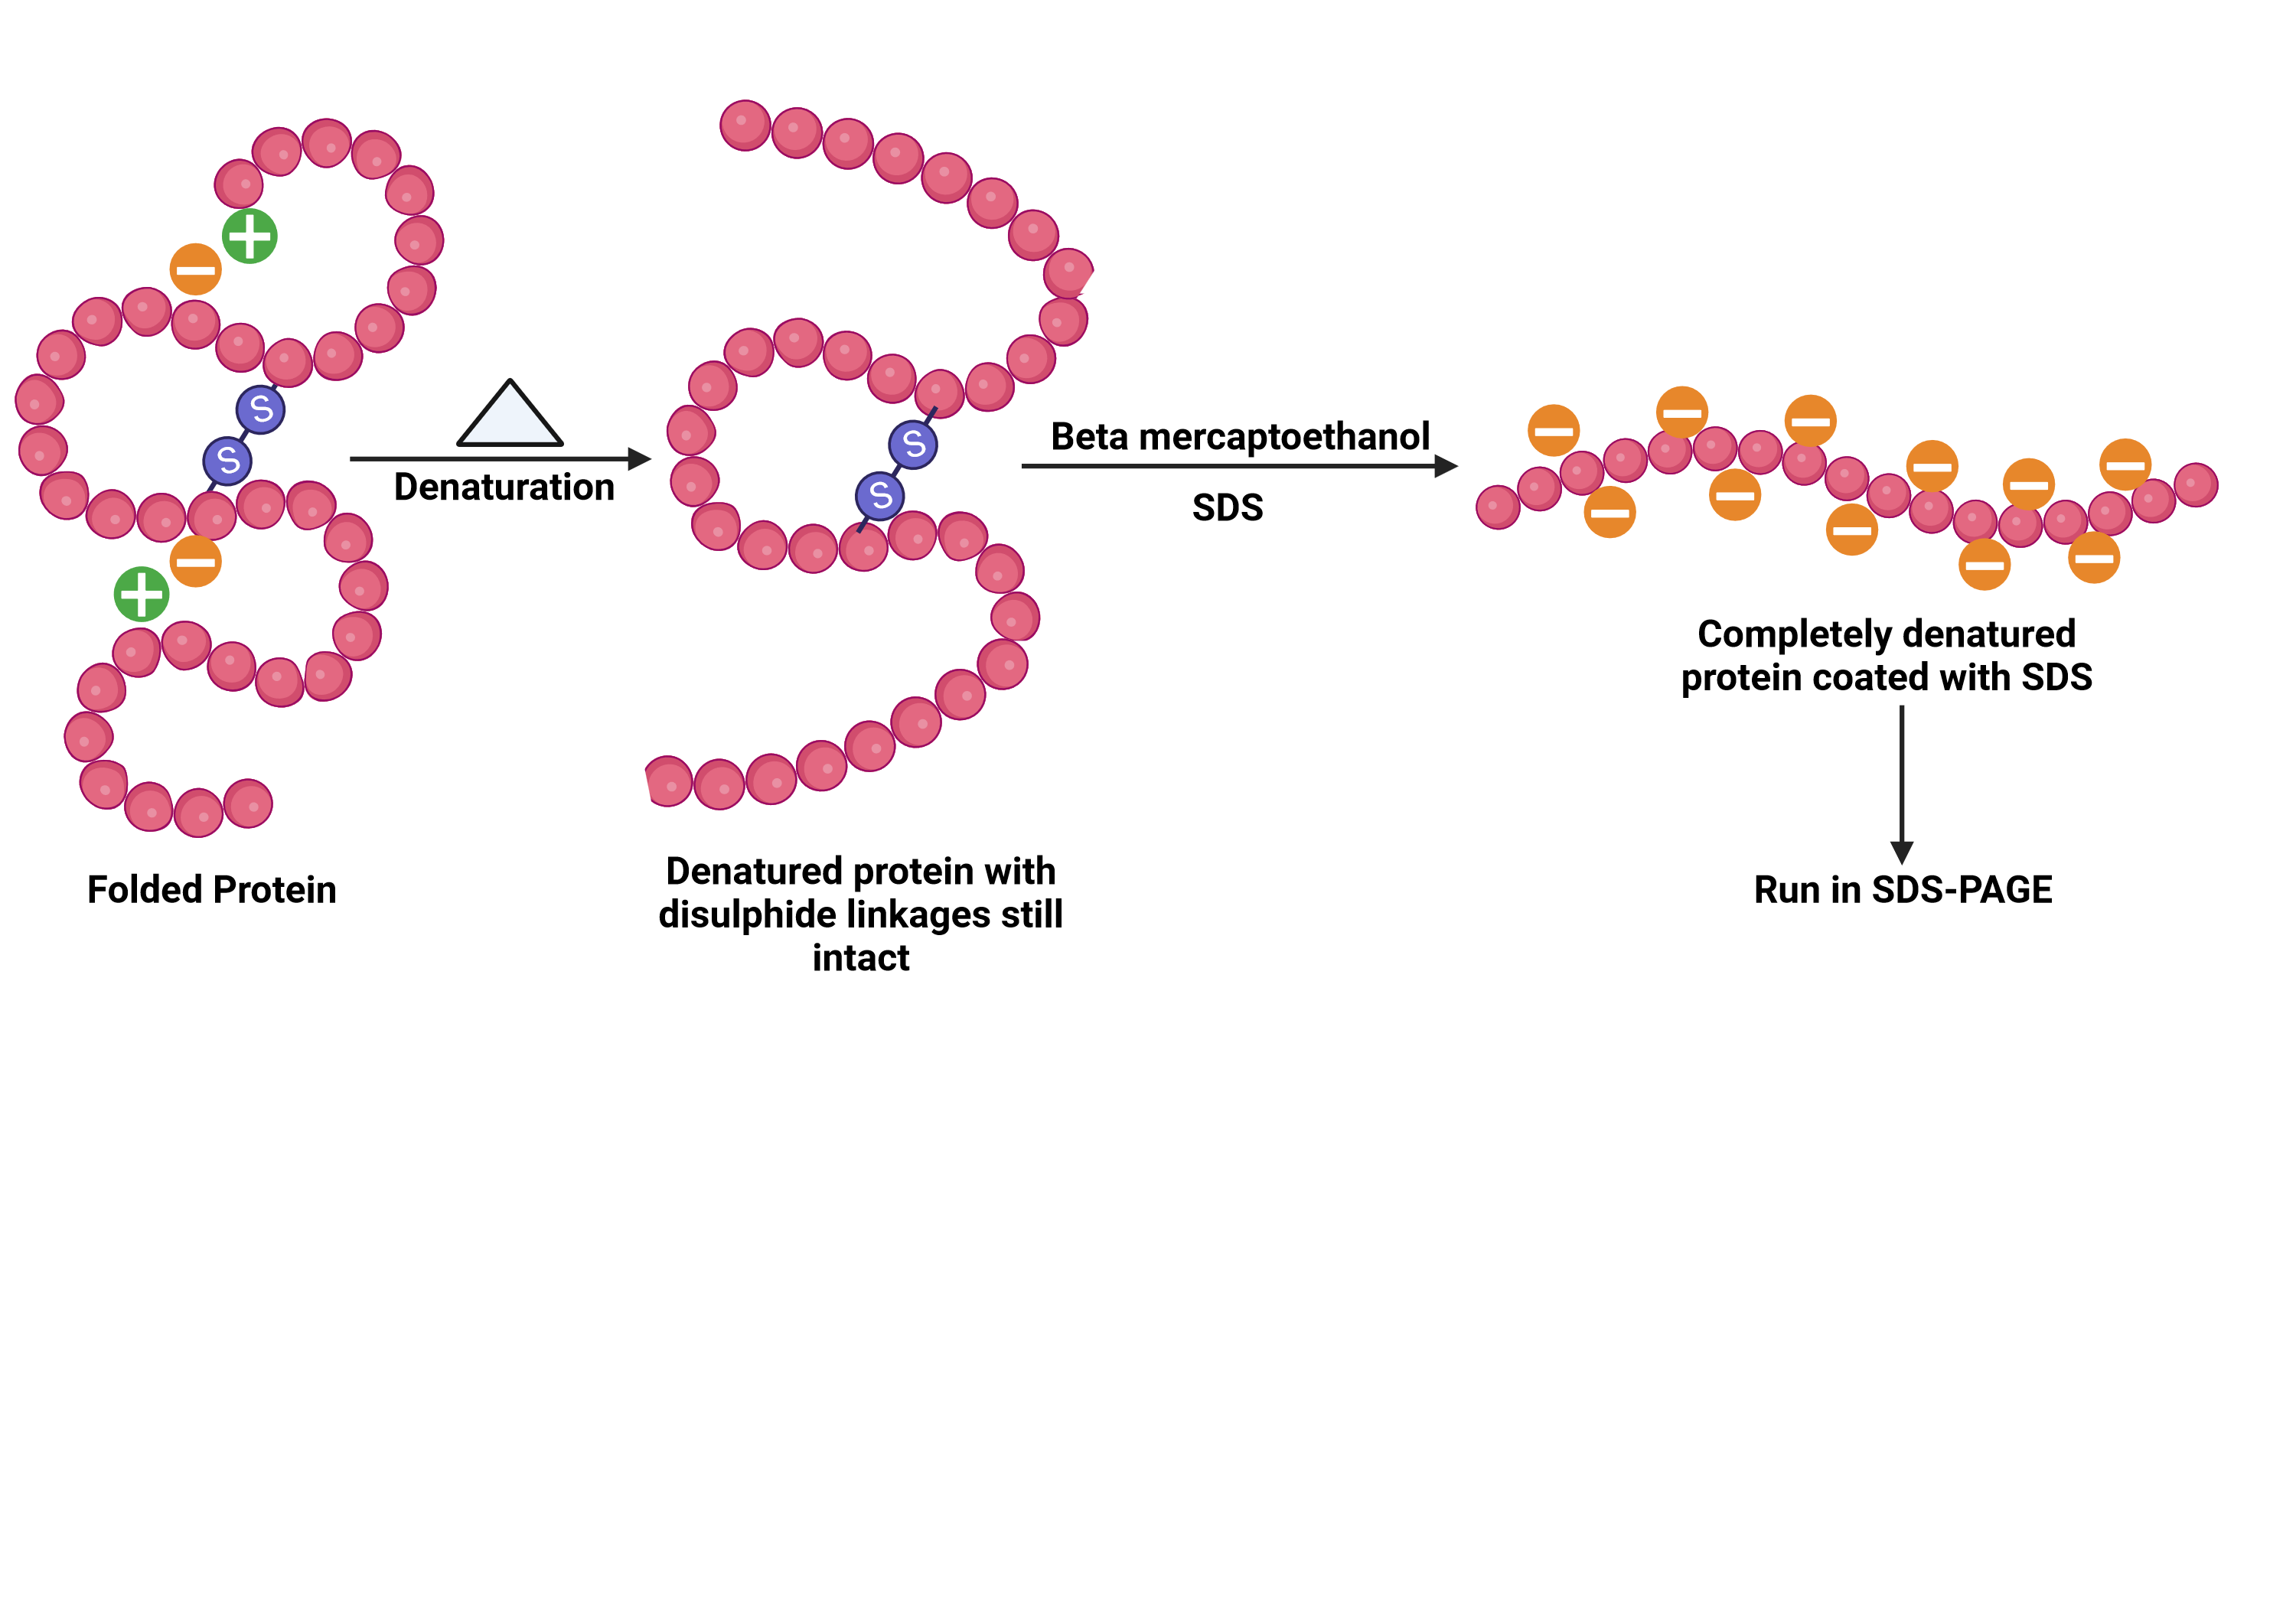 S
S
Denaturation
Folded Protein
S
S
Denatured protein with
disulphide linkages still
intact
Beta mercaptoethanol
SDS
Completely denatured
protein coated with SDS
Run in SDS-PAGE